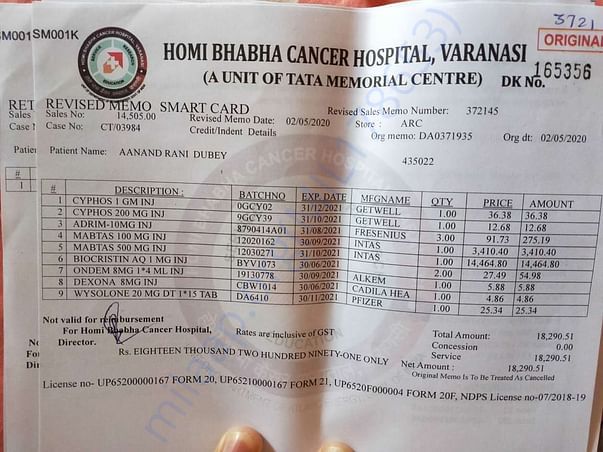 3721
SM001 SM001K
ORIGINAL
HOMI BHABHA CANCER HOSPITAL, VARANASI
(A UNIT OF TATA MEMORIAL CENTRE) DK No. 165356
RET REVISED MEMO SMART CARD
Revised Sales Memo Number: 372145
Sales Sales No: 14,505.00 Revised Memo Date: 02/05/2020 Store : ARC
Case N Case No: CT/03984 Credit/Indent Details Org memo: DA0371935 Org dt: 02/05/2020
Patien Patient Name: AANAND RANI DUBEY 435022
# DESCRIPTION : BATCHNO EXP. DATE MFGNAME QTY PRICE AMOUNT
1 CYPHOS 1 GM INJ 0GCY02 31/12/2021 GETWELL 1.00 36.38 36.38
2 CYPHOS 200 MG INJ 9GCY39 31/10/2021 GETWELL 1.00 12.68 12.68
3 ADRIM-10MG INJ 8790414A01 31/08/2021 FRESENIUS 3.00 91.73 275.19
4 MABTAS 100 MG INJ 12020162 30/09/2021 INTAS 1.00 3,410.40 3,410.40
5 MABTAS 500 MG INJ 12030271 31/10/2021 INTAS 1.00 14,464.80 14,464.80
6 BIOCRISTIN AQ 1 MG INJ BYV1073 30/06/2021 2.00 27.49 54.98
7 ONDEM 8MG 1*4 ML INJ 19130778 30/09/2021 ALKEM 1.00 5.88 5.88
8 DEXONA 8MG INJ CBW1014 30/06/2021 CADILA HEA 1.00 4.86 4.86
9 WYSOLONE 20 MG DT 1*15 TAB DA6410 30/11/2021 PFIZER 1.00 25.34 25.34
Not valid for reimbursement
For Homi Bhabha Cancer Hospital,
Director.
Rates are inclusive of GST
Total Amount: 18,290.51
Concession 0.00
Service 18,290.51
Rs. EIGHTEEN THOUSAND TWO HUNDRED NINETY-ONE ONLY
Net Amount : 18,290.51
Original Memo Is To Be Treated As Cancelled
License no- UP65200000167 FORM 20, UP65210000167 FORM 21, UP6520F000004 FORM 20F, NDPS License no-07/2018-19